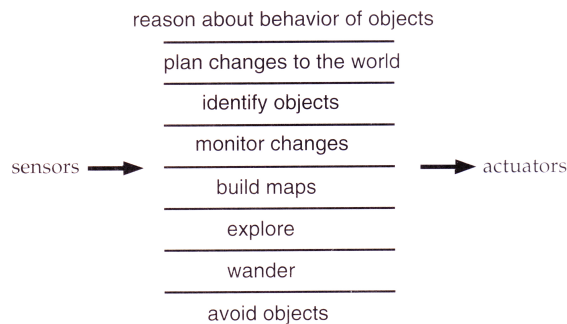 reason about behavior of objects
plan changes to the world
identify objects
monitor changes
sensors
actuators
build maps
explore
wander
avoid objects